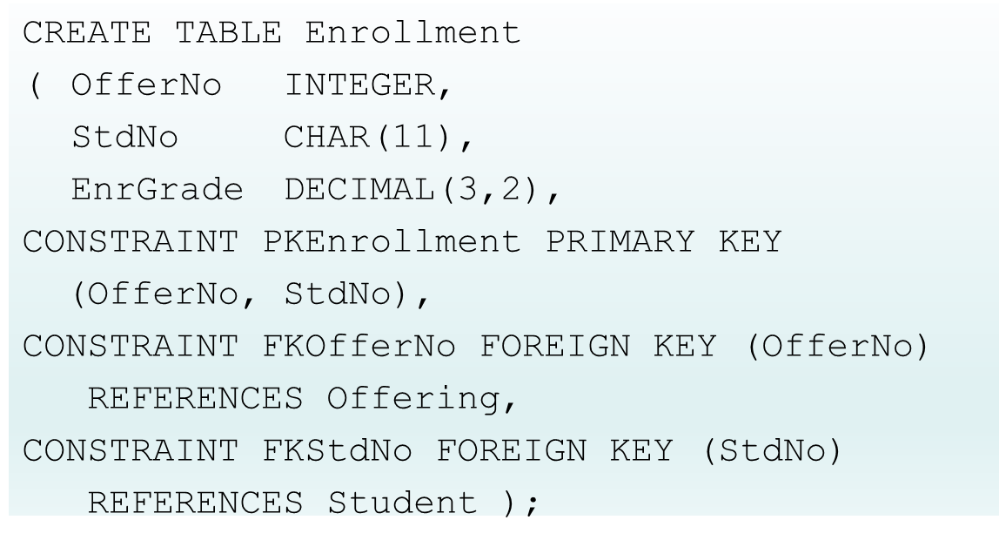 CREATE TABLE Enrollment
( OfferNo INTEGER,
StdNo CHAR(11),
EnrGrade DECIMAL(3,2),
CONSTRAINT PKEnrollment PRIMARY KEY
(OfferNo, StdNo),
CONSTRAINT FKOfferNo FOREIGN KEY (OfferNo)
REFERENCES Offering,
CONSTRAINT FKStdNo FOREIGN KEY (StdNo)
REFERENCES Student );